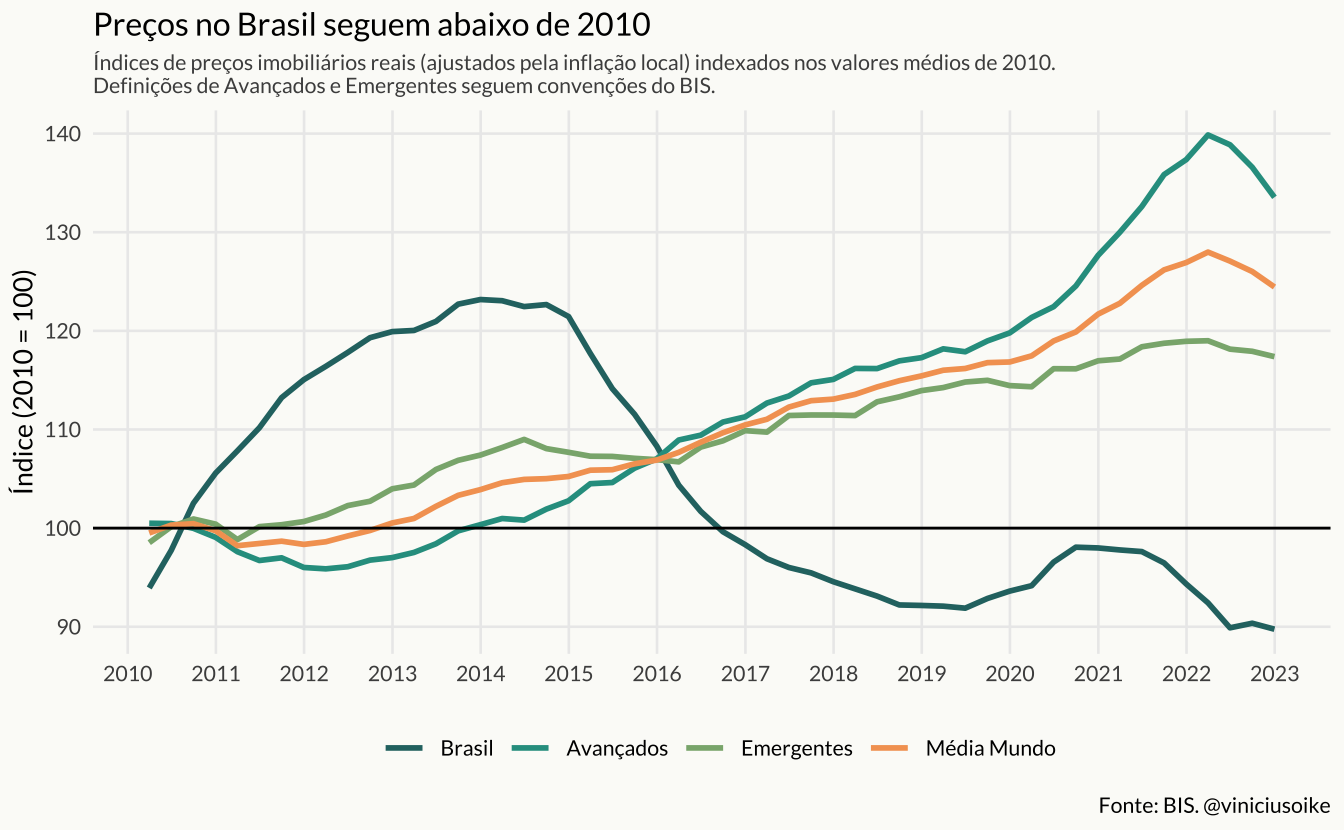 Preços no Brasil seguem abaixo de 2010
Índices de preços imobiliários reais (ajustados pela inflação local) indexados nos valores médios de 2010.
Definições de Avançados e Emergentes seguem convenções do BIS.
Índice (2010 = 100)
140
130
120
110
100
90
2010 2011 2012 2013 2014 2015 2016 2017 2018 2019 2020 2021 2022 2023
Brasil Avançados Emergentes Média Mundo
Fonte: BIS. @viniciusoike